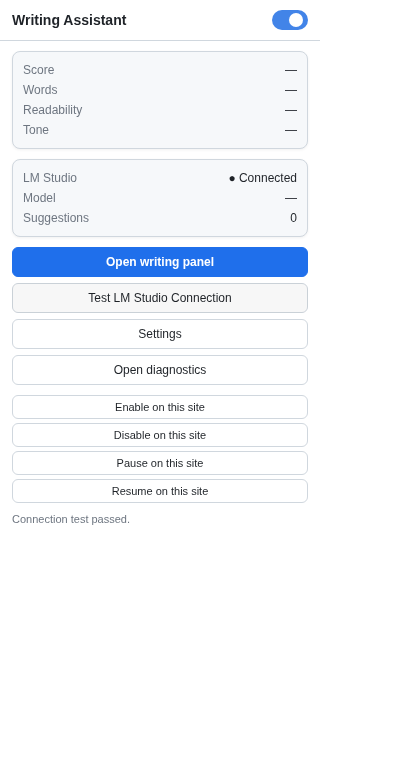 Writing Assistant
Score —
Words —
Readability —
Tone —
LM Studio ● Connected
Model —
Suggestions 0
Open writing panel
Test LM Studio Connection
Settings
Open diagnostics
Enable on this site
Disable on this site
Pause on this site
Resume on this site
Connection test passed.